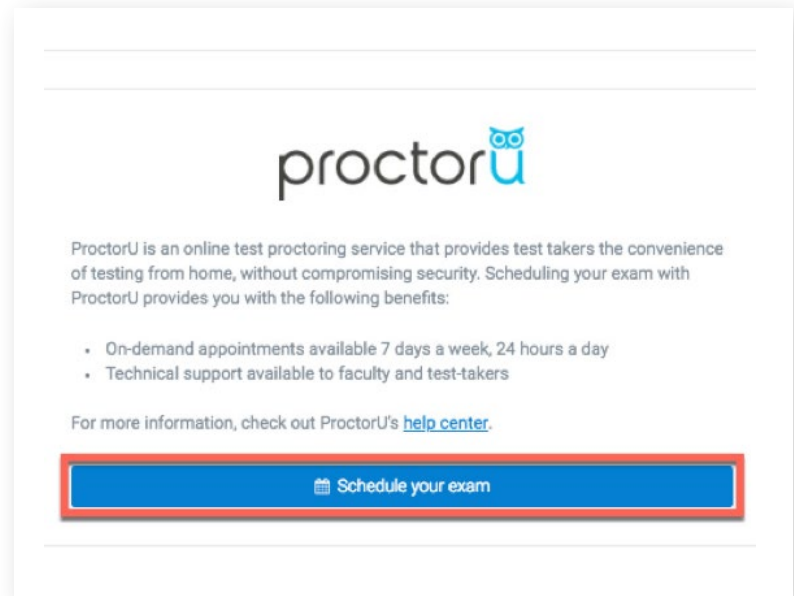 proctoru
ProctorU is an online test proctoring service that provides test takers the convenience
of testing from home, without compromising security. Scheduling your exam with
ProctorU provides you with the following benefits:
• On-demand appointments available 7 days a week, 24 hours a day
• Technical support available to faculty and test-takers
For more information, check out ProctorU's help center.
Schedule your exam